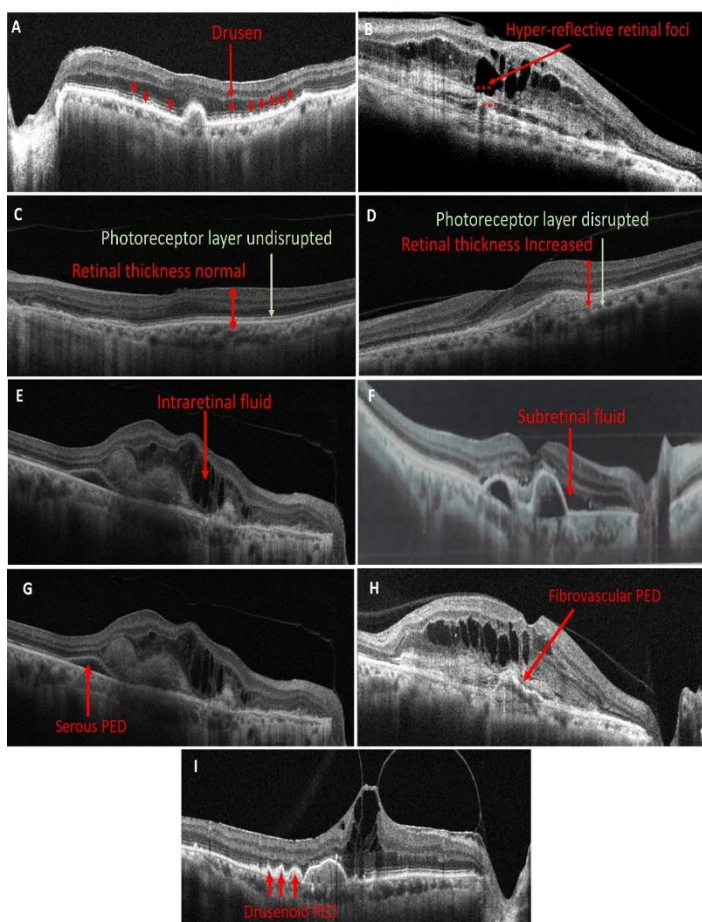 A
Drusen
B
Hyper-reflective retinal foci
C
Photoreceptor layer undisrupted
Retinal thickness normal
D
Photoreceptor layer disrupted
Retinal thickness Increased
E
Intraretinal fluid
F
Subretinal fluid
G
Serous PED
H
Fibrovascular PED
I
Drusenoid PED